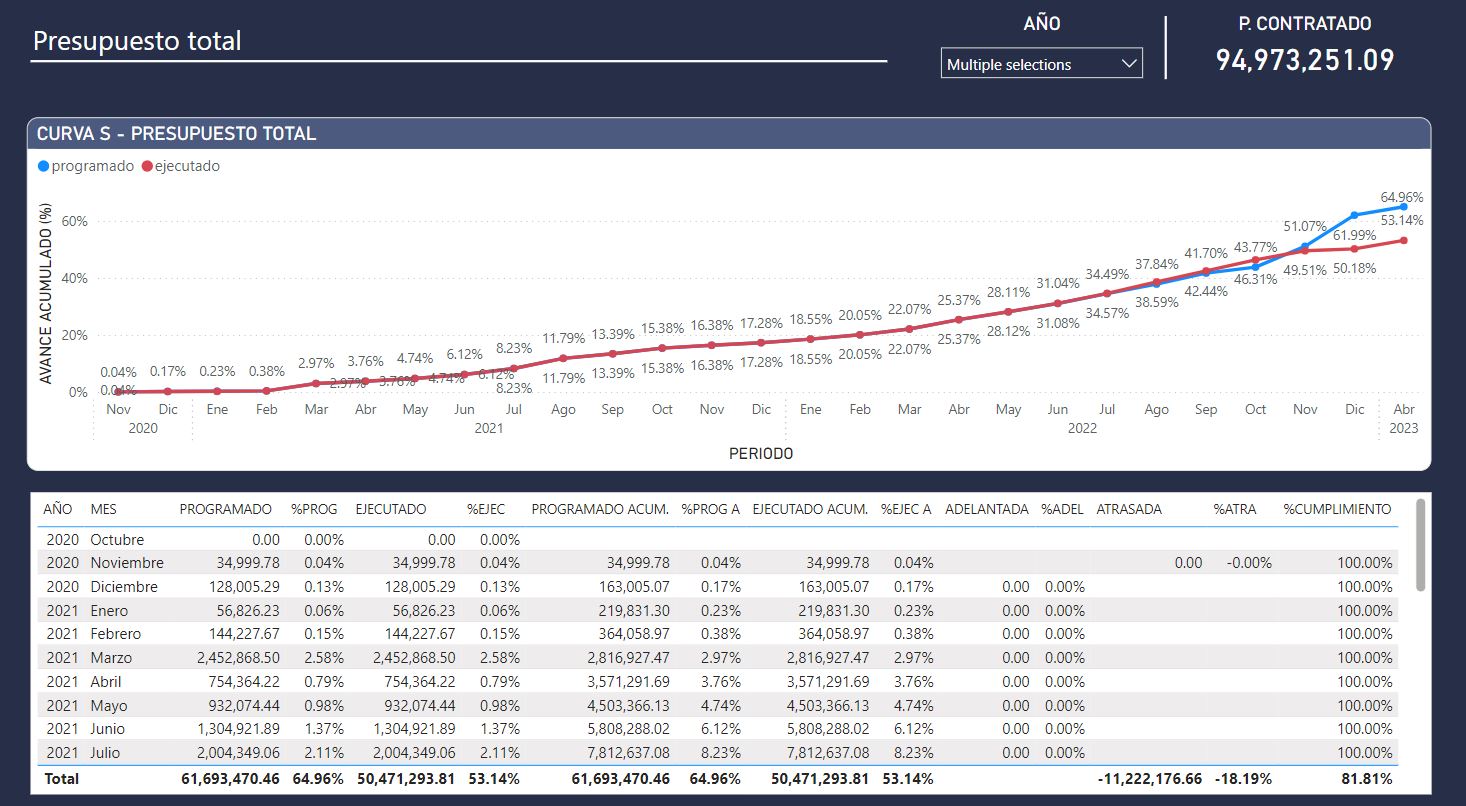 Presupuesto total
AÑO
Multiple selections
P. CONTRATADO
94,973,251.09
CURVA S - PRESUPUESTO TOTAL
programado ejecutado
AVANCE ACUMULADO (%)
60%
40%
20%
0%
0.04% 0.17% 0.23% 0.38% 2.97% 3.76% 4.74% 6.12% 8.23% 11.79% 13.39% 15.38% 16.38% 17.28% 18.55% 20.05% 22.07% 25.37% 28.11% 31.04% 34.49% 37.84% 41.70% 43.77% 51.07% 61.99% 64.96%
0.04% 2.97% 3.76% 4.74% 6.12% 8.23% 11.79% 13.39% 15.38% 16.38% 17.28% 18.55% 20.05% 22.07% 25.37% 28.12% 31.08% 34.57% 38.59% 42.44% 46.31% 49.51% 50.18% 53.14%
Nov Dic Ene Feb Mar Abr May Jun Jul Ago Sep Oct Nov Dic Ene Feb Mar Abr May Jun Jul Ago Sep Oct Nov Dic Abr
2020 2021 2022 2023
PERIODO
AÑO MES PROGRAMADO %PROG EJECUTADO %EJEC PROGRAMADO ACUM. %PROG A EJECUTADO ACUM. %EJEC A ADELANTADA %ADEL ATRASADA %ATRA %CUMPLIMIENTO
2020 Octubre 0.00 0.00% 0.00 0.00%
2020 Noviembre 34,999.78 0.04% 34,999.78 0.04% 34,999.78 0.04% 34,999.78 0.04% 0.00 -0.00% 100.00%
2020 Diciembre 128,005.29 0.13% 128,005.29 0.13% 163,005.07 0.17% 163,005.07 0.17% 0.00 0.00% 100.00%
2021 Enero 56,826.23 0.06% 56,826.23 0.06% 219,831.30 0.23% 219,831.30 0.23% 0.00 0.00% 100.00%
2021 Febrero 144,227.67 0.15% 144,227.67 0.15% 364,058.97 0.38% 364,058.97 0.38% 0.00 0.00% 100.00%
2021 Marzo 2,452,868.50 2.58% 2,452,868.50 2.58% 2,816,927.47 2.97% 2,816,927.47 2.97% 0.00 0.00% 100.00%
2021 Abril 754,364.22 0.79% 754,364.22 0.79% 3,571,291.69 3.76% 3,571,291.69 3.76% 0.00 0.00% 100.00%
2021 Mayo 932,074.44 0.98% 932,074.44 0.98% 4,503,366.13 4.74% 4,503,366.13 4.74% 0.00 0.00% 100.00%
2021 Junio 1,304,921.89 1.37% 1,304,921.89 1.37% 5,808,288.02 6.12% 5,808,288.02 6.12% 0.00 0.00% 100.00%
2021 Julio 2,004,349.06 2.11% 2,004,349.06 2.11% 7,812,637.08 8.23% 7,812,637.08 8.23% 0.00 0.00% 100.00%
Total 61,693,470.46 64.96% 50,471,293.81 53.14% 61,693,470.46 64.96% 50,471,293.81 53.14% -11,222,176.66 -18.19% 81.81%